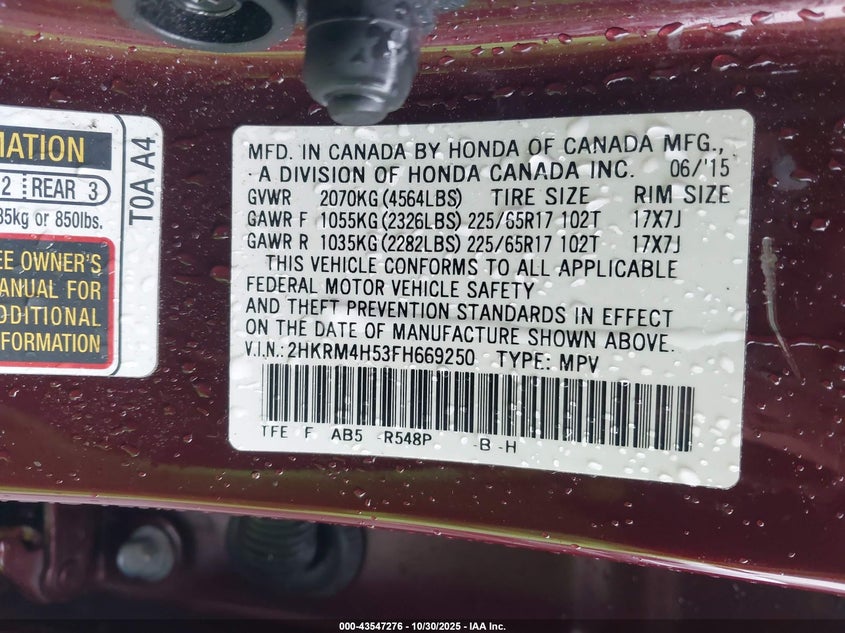 MATION
2 REAR 3
35kg or 850lbs.
EE OWNER'S
ANUAL FOR
DDITIONAL
FORMATION
T0A A4
MFD. IN CANADA BY HONDA OF CANADA MFG.,
A DIVISION OF HONDA CANADA INC. 06/'15
GVWR 2070KG(4564LBS) TIRE SIZE RIM SIZE
GAWR F 1055KG(2326LBS) 225/65R17 102T 17X7J
GAWR R 1035KG(2282LBS) 225/65R17 102T 17X7J
THIS VEHICLE CONFORMS TO ALL APPLICABLE
FEDERAL MOTOR VEHICLE SAFETY
AND THEFT PREVENTION STANDARDS IN EFFECT
ON THE DATE OF MANUFACTURE SHOWN ABOVE.
V.I.N.: 2HKRM4H53FH669250 TYPE: MPV
TFE F AB5 -R548P -B -H
000-43547276 - 10/30/2025 - IAA Inc.